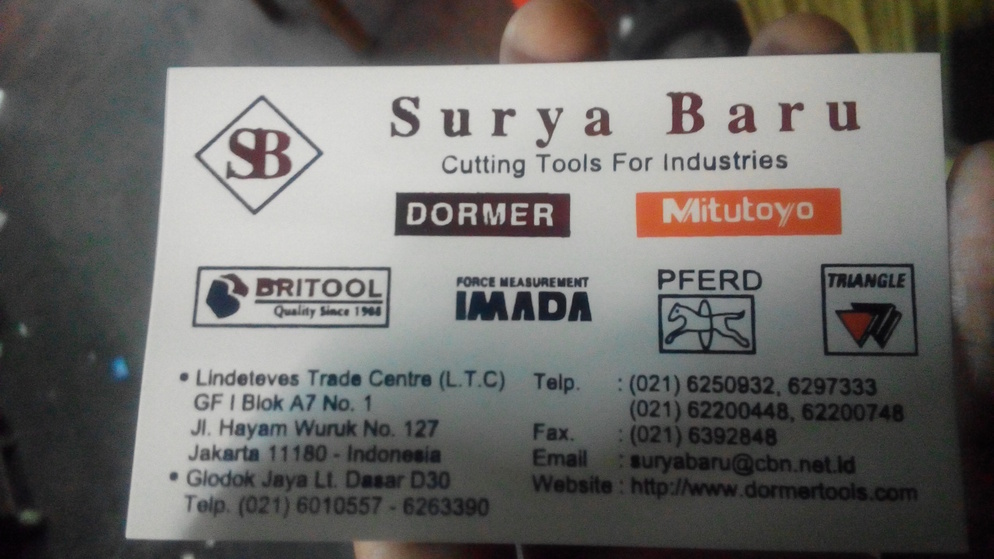 SB
Surya Baru
Cutting Tools For Industries
DORMER
Mitutoyo
BRITOOL
Quality Since 1908
FORCE MEASUREMENT
IMADA
PFERD
TRIANGLE
• Lindeteves Trade Centre (L.T.C)
GF I Blok A7 No. 1
Jl. Hayam Wuruk No. 127
Jakarta 11180 - Indonesia
• Glodok Jaya Lt. Dasar D30
Telp. (021) 6010557 - 6263390
Telp. : (021) 6250932, 6297333
(021) 62200448, 62200748
Fax. : (021) 6392848
Email : suryabaru@cbn.net.id
Website : http://www.dormertools.com